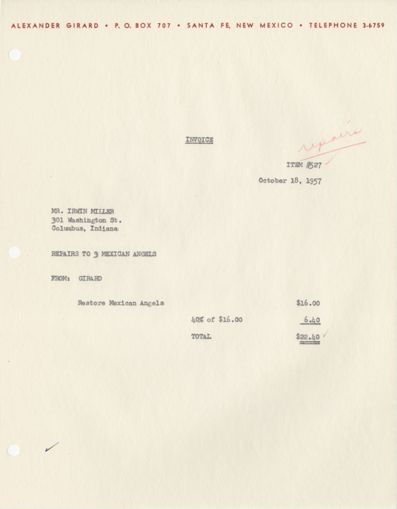 ALEXANDER GIRARD • P. O. BOX 707 • SANTA FE, NEW MEXICO • TELEPHONE 3-6759
INVOICE
repairs
ITEM #527
October 18, 1957
MR. IRWIN MILLER
301 Washington St.
Columbus, Indiana
REPAIRS TO 3 MEXICAN ANGELS
FROM: GIRARD
Restore Mexican Angels $16.00
40% of $16.00 6.40
TOTAL $22.40